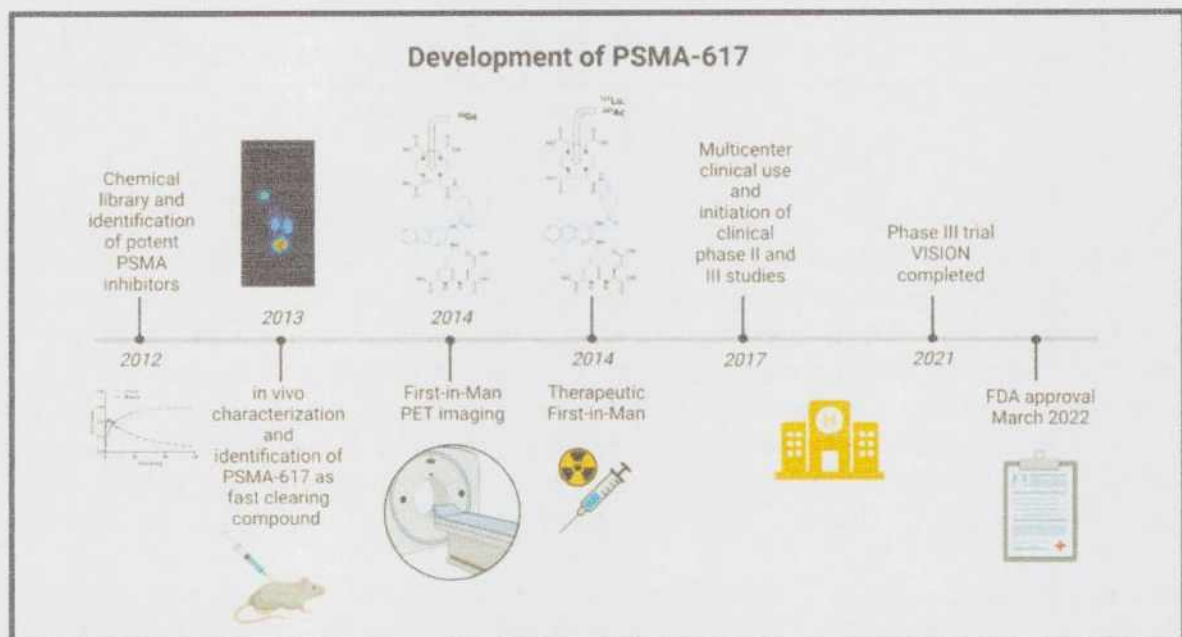 Development of PSMA-617
Chemical
library and
identification
of potent
PSMA
inhibitors
2012
2013
in vivo
characterization
and
identification of
PSMA-617 as
fast clearing
compound
2014
First-in-Man
PET imaging
2014
Therapeutic
First-in-Man
Multicenter
clinical use
and
initiation of
clinical
phase II and
III studies
2017
Phase III trial
VISION
completed
2021
FDA approval
March 2022
H